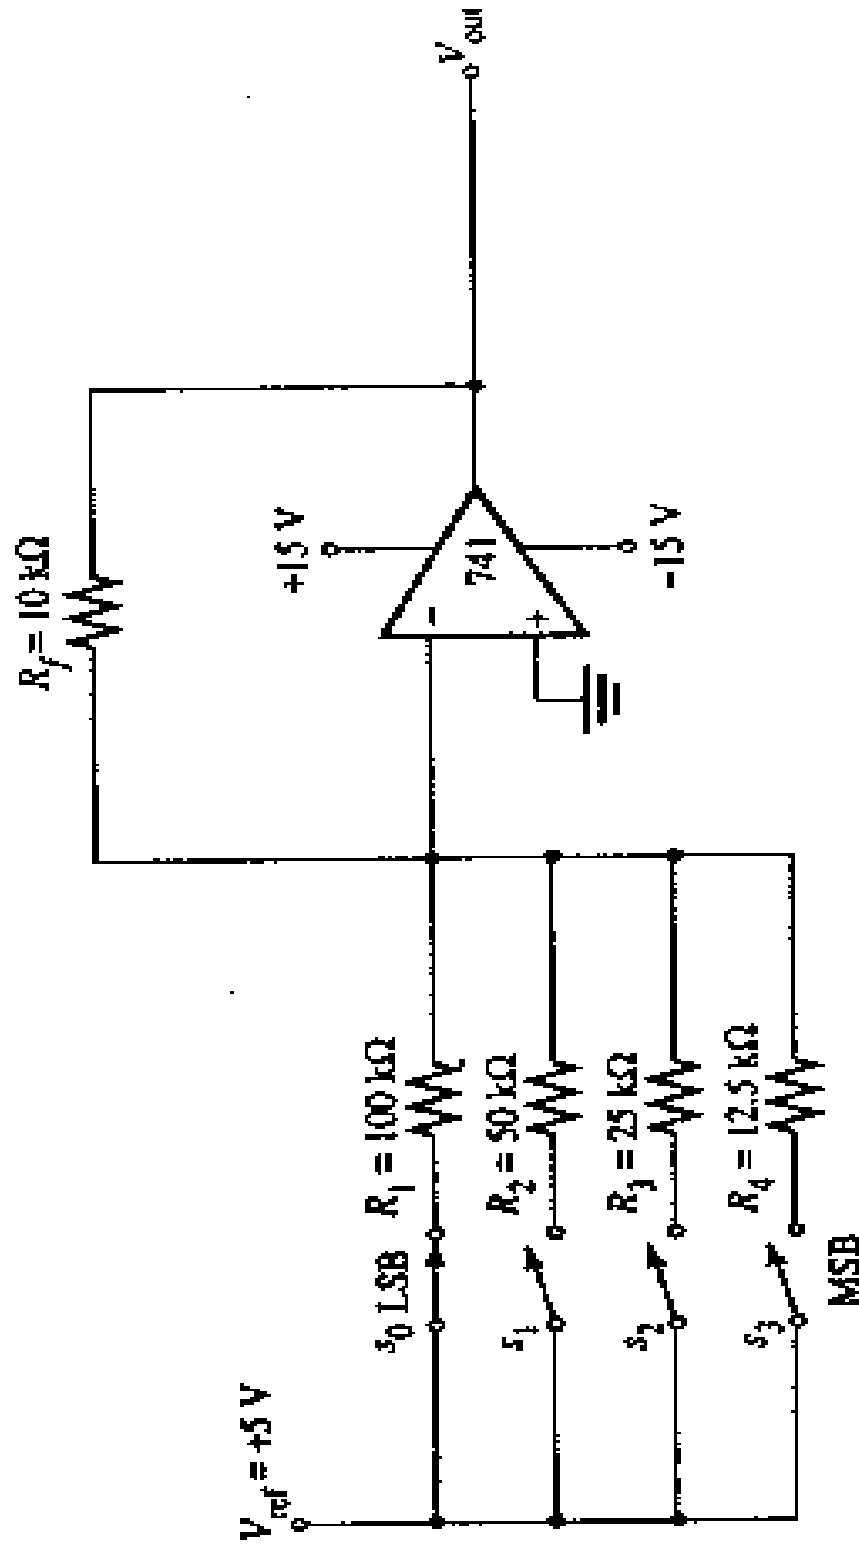 R_f = 10 kΩ
+15 V
V_out
−
741
+
−15 V
V_ref = +5 V
s_0 LSB
R_1 = 100 kΩ
s_1
R_2 = 50 kΩ
s_2
R_3 = 25 kΩ
s_3
R_4 = 12.5 kΩ
MSB